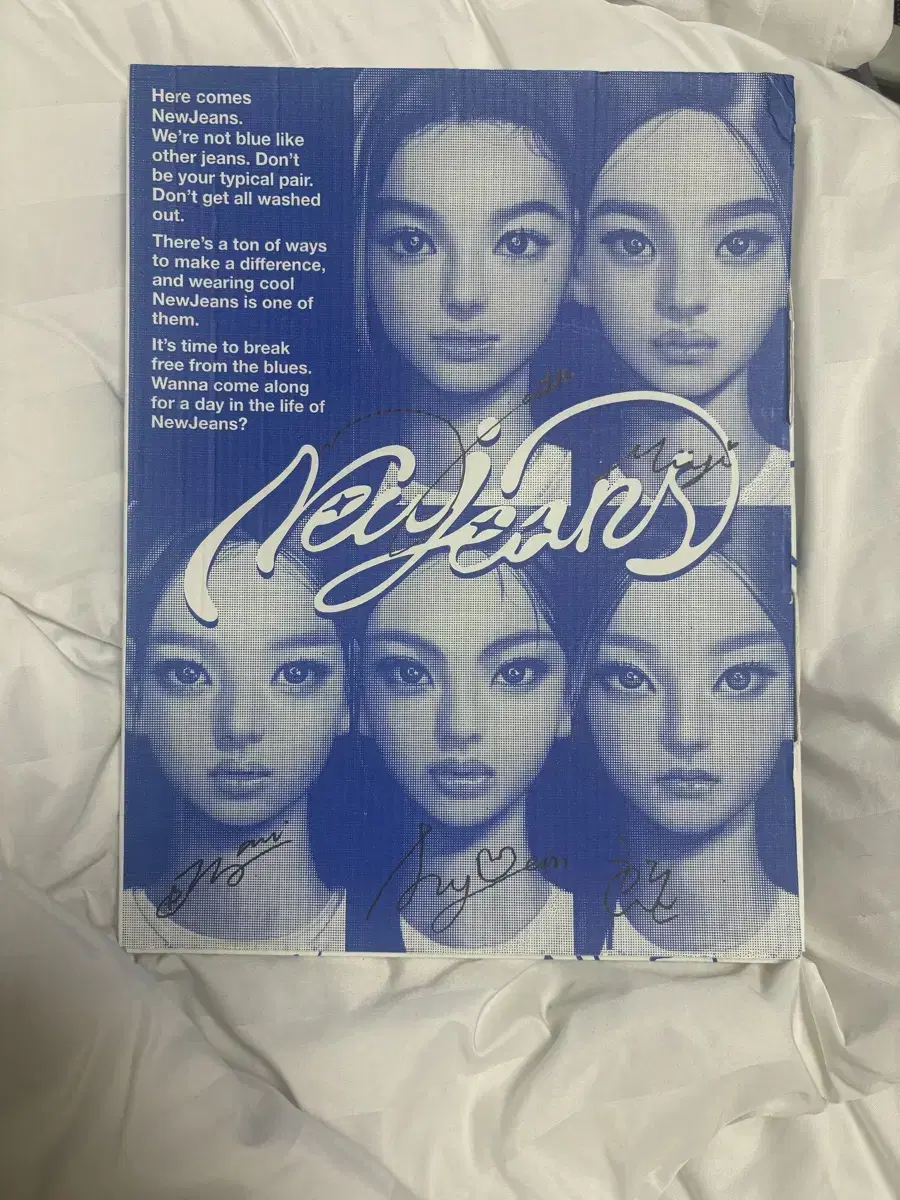 Here comes
NewJeans.
We're not blue like
other jeans. Don't
be your typical pair.
Don't get all washed
out.
There's a ton of ways
to make a difference,
and wearing cool
NewJeans is one of
them.
It's time to break
free from the blues.
Wanna come along
for a day in the life of
NewJeans?
NewJeans